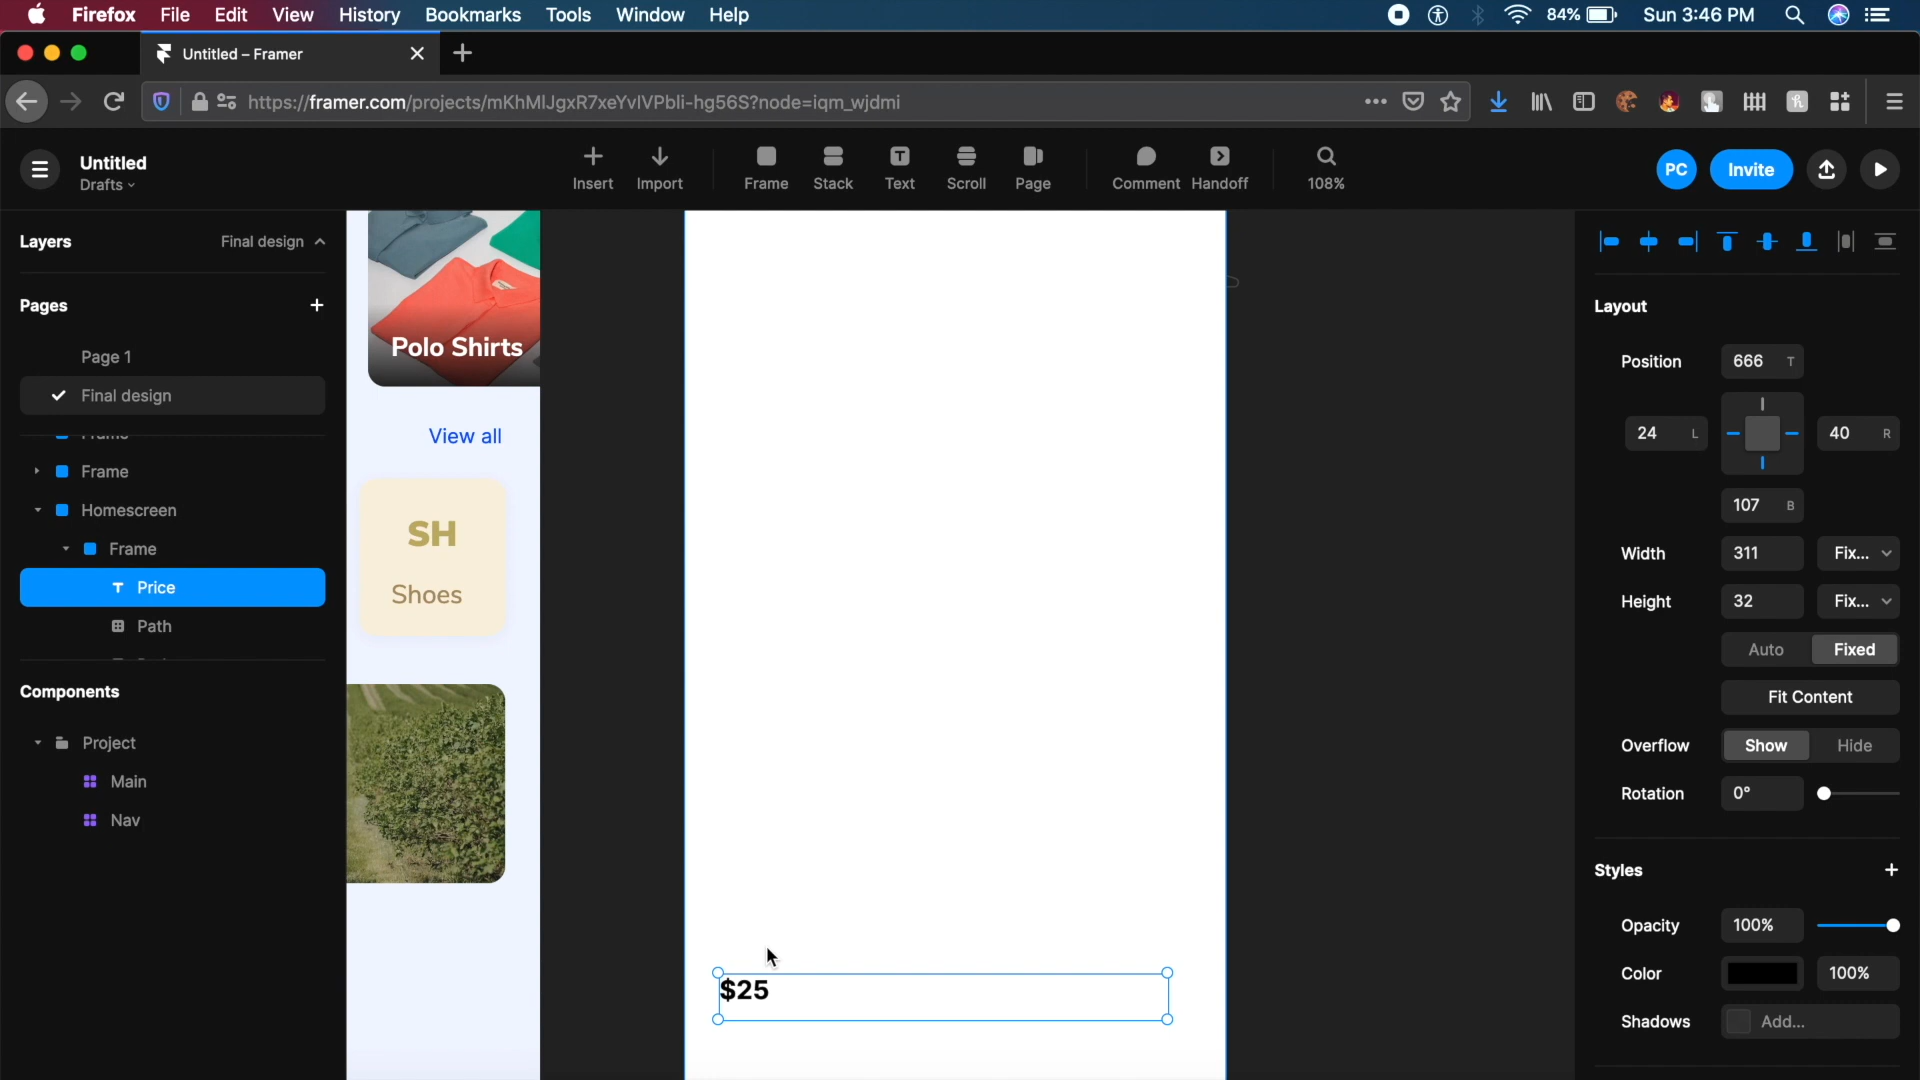 Firefox File Edit View History Bookmarks Tools Window Help 84% Sun 3:46 PM
Untitled – Framer
https://framer.com/projects/mKhMIJgxR7xeYvIVPbli-hg56S?node=iqm_wjdmi
Untitled
Drafts
Insert Import Frame Stack Text Scroll Page Comment Handoff 108%
PC Invite
Layers Final design
Pages
Page 1
Final design
Frame
Frame
Homescreen
Frame
Price
Path
Components
Project
Main
Nav
Polo Shirts
View all
SH
Shoes
$25
Layout
Position 666 T
24 L 40 R
107 B
Width 311 Fix...
Height 32 Fix...
Auto Fixed
Fit Content
Overflow Show Hide
Rotation 0°
Styles
Opacity 100%
Color 100%
Shadows Add...